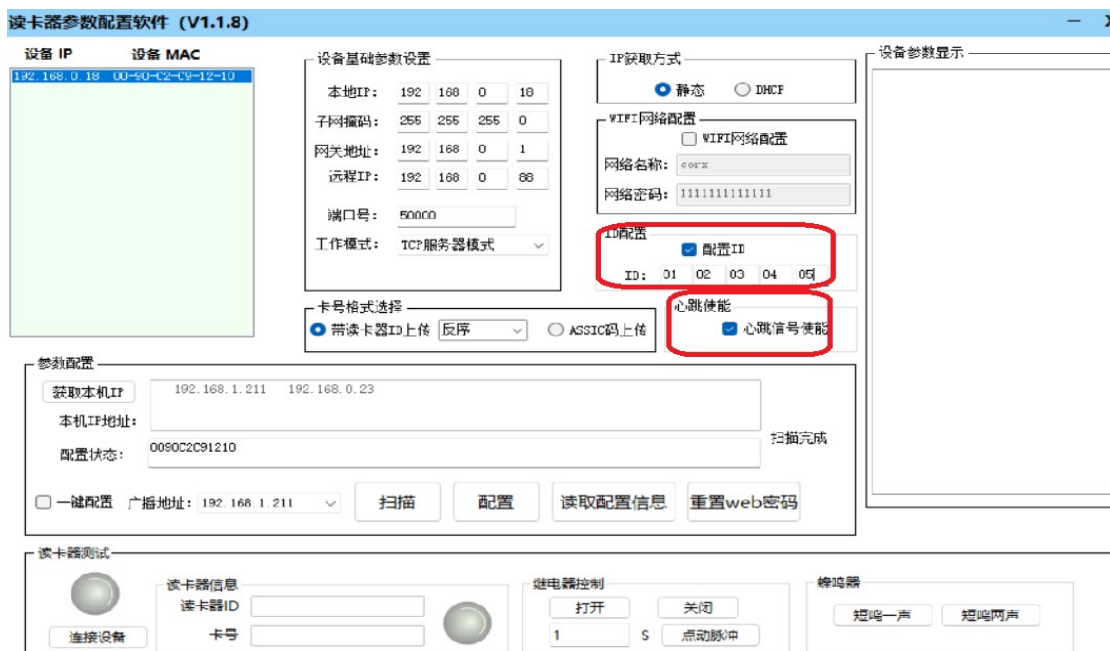 读卡器参数配置软件 (V1.1.8)
设备 IP 设备 MAC
192.168.0.18 00-90-C2-C9-12-10
设备基础参数设置
本地IP: 192 168 0 18
子网掩码: 255 255 255 0
网关地址: 192 168 0 1
远程IP: 192 168 0 88
端口号: 50000
工作模式: TCP服务器模式
IP获取方式
静态 DHCP
WIFI网络配置
WIFI网络配置
网络名称: corx
网络密码: 1111111111111
ID配置
配置ID
ID: 01 02 03 04 05
卡号格式选择
带读卡器ID上传 反序 ASSIC码上传
心跳使能
心跳信号使能
设备参数显示
参数配置
获取本机IP 192.168.1.211 192.168.0.23
本机IP地址:
配置状态: 0090C2C91210
扫描完成
一键配置 广播地址: 192.168.1.211 扫描 配置 读取配置信息 重置web密码
读卡器测试
连接设备
读卡器信息
读卡器ID
卡号
继电器控制
打开 关闭
1 S 点动脉冲
蜂鸣器
短鸣一声 短鸣两声